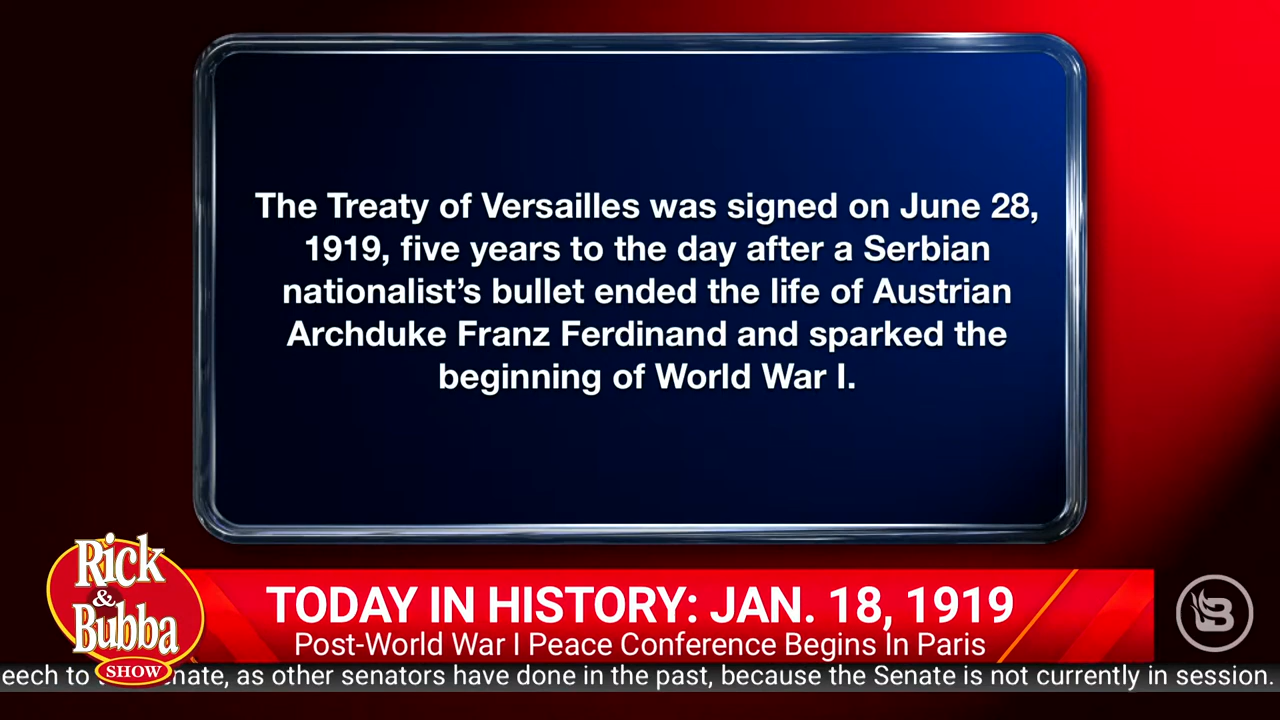 The Treaty of Versailles was signed on June 28,
1919, five years to the day after a Serbian
nationalist’s bullet ended the life of Austrian
Archduke Franz Ferdinand and sparked the
beginning of World War I.
Rick
&
Bubba
SHOW
TODAY IN HISTORY: JAN. 18, 1919
Post-World War I Peace Conference Begins In Paris
B
eech to nate, as other senators have done in the past, because the Senate is not currently in session.